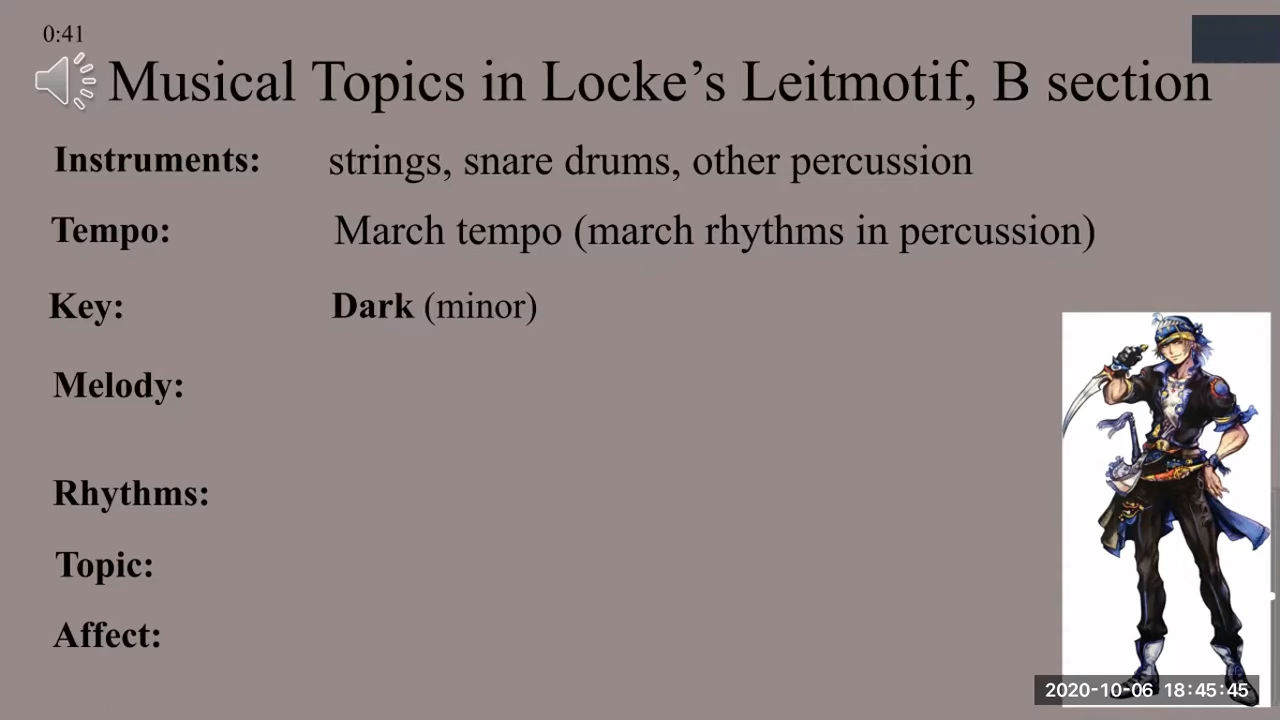 0:41
Musical Topics in Locke’s Leitmotif, B section
Instruments: strings, snare drums, other percussion
Tempo: March tempo (march rhythms in percussion)
Key: Dark (minor)
Melody:
Rhythms:
Topic:
Affect:
2020-10-06 18:45:45